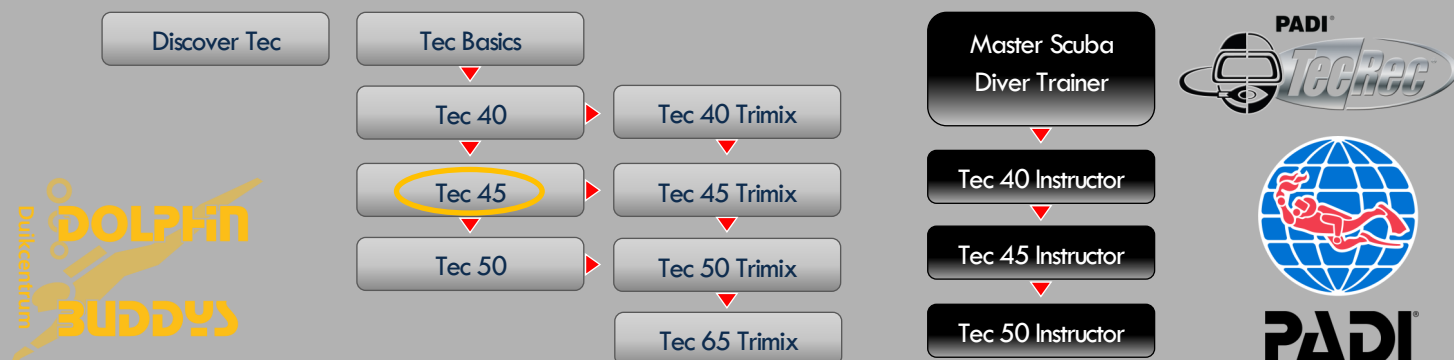 Discover Tec
Tec Basics
Tec 40
Tec 40 Trimix
Tec 45
Tec 45 Trimix
Tec 50
Tec 50 Trimix
Tec 65 Trimix
Master Scuba
Diver Trainer
Tec 40 Instructor
Tec 45 Instructor
Tec 50 Instructor
PADI®
TecRec™
PADI®
Duikcentrum
DOLPHiN
BUDDYS